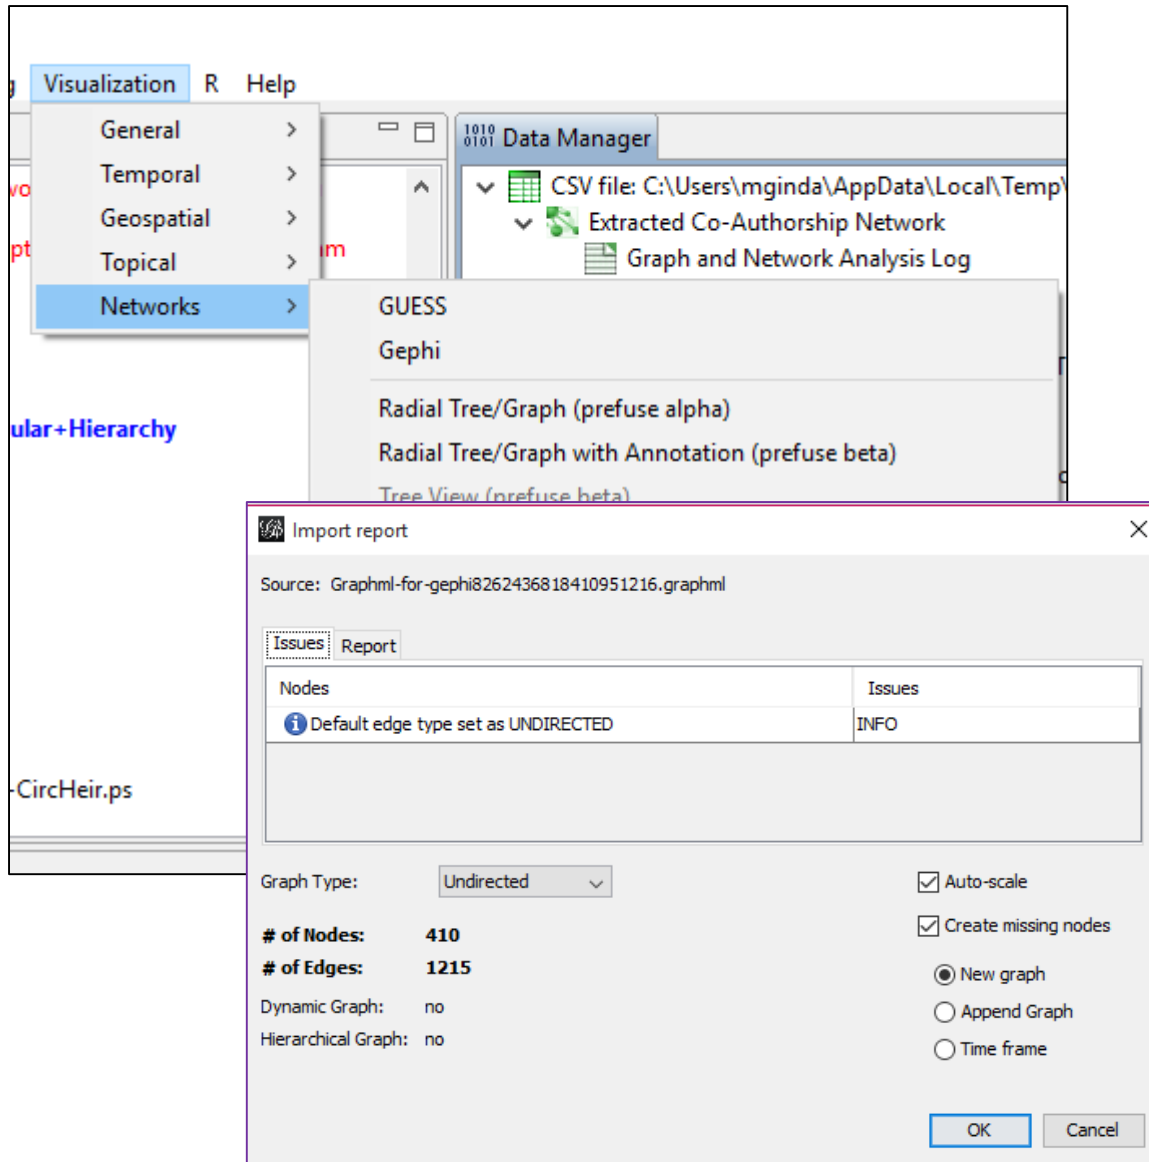 Visualization R Help
General
Temporal
Geospatial
Topical
Networks
1010
0101 Data Manager
CSV file: C:\Users\mginda\AppData\Local\Temp\
Extracted Co-Authorship Network
Graph and Network Analysis Log
GUESS
Gephi
Radial Tree/Graph (prefuse alpha)
Radial Tree/Graph with Annotation (prefuse beta)
Tree View (prefuse beta)
ular+Hierarchy
-CircHeir.ps
Import report
Source: Graphml-for-gephi8262436818410951216.graphml
Issues Report
Nodes Issues
Default edge type set as UNDIRECTED INFO
Graph Type: Undirected
Auto-scale
# of Nodes: 410
Create missing nodes
# of Edges: 1215
New graph
Dynamic Graph: no
Append Graph
Hierarchical Graph: no
Time frame
OK Cancel